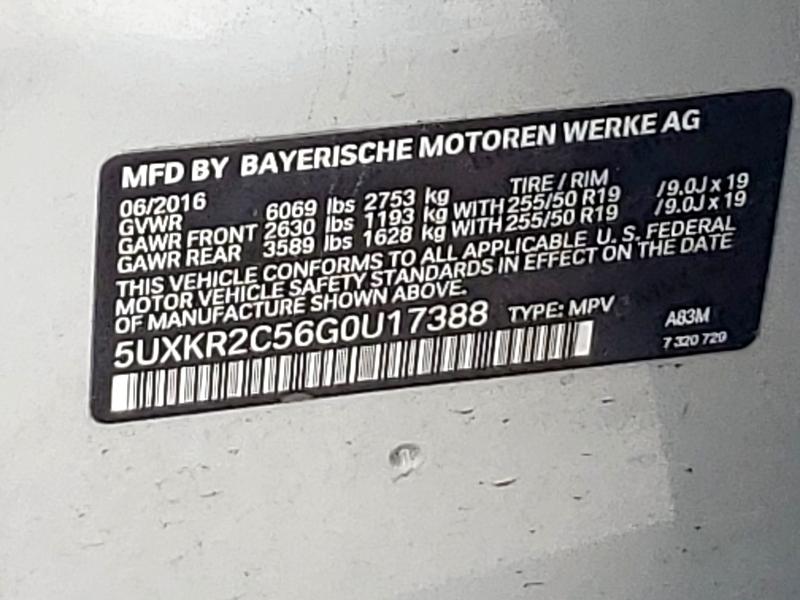 MFD BY BAYERISCHE MOTOREN WERKE AG
06/2016 TIRE / RIM
GVWR 6069 lbs 2753 kg
GAWR FRONT 2630 lbs 1193 kg WITH 255/50 R19 /9.0J x 19
GAWR REAR 3589 lbs 1628 kg WITH 255/50 R19 /9.0J x 19
THIS VEHICLE CONFORMS TO ALL APPLICABLE U. S. FEDERAL
MOTOR VEHICLE SAFETY STANDARDS IN EFFECT ON THE DATE
OF MANUFACTURE SHOWN ABOVE.
5UXKR2C56G0U17388 TYPE: MPV A83M
7 320 729